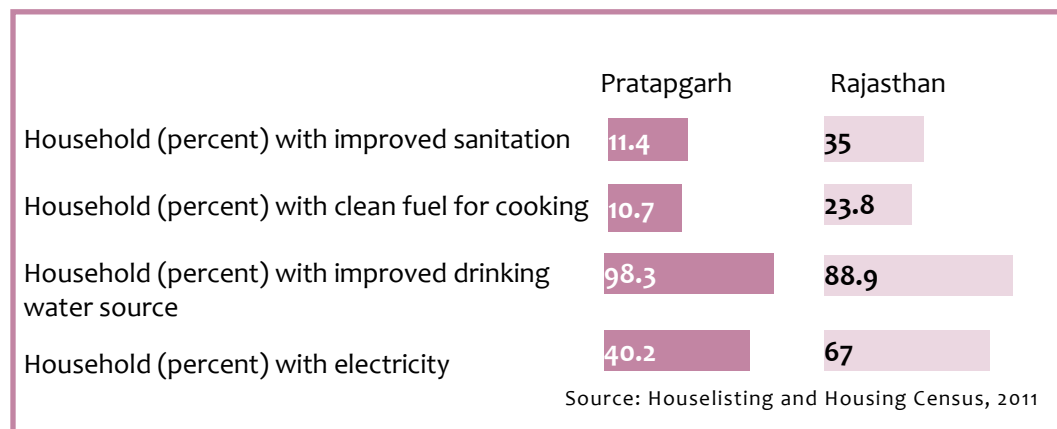 Pratapgarh Rajasthan
Household (percent) with improved sanitation 11.4 35
Household (percent) with clean fuel for cooking 10.7 23.8
Household (percent) with improved drinking
water source 98.3 88.9
Household (percent) with electricity 40.2 67
Source: Houselisting and Housing Census, 2011